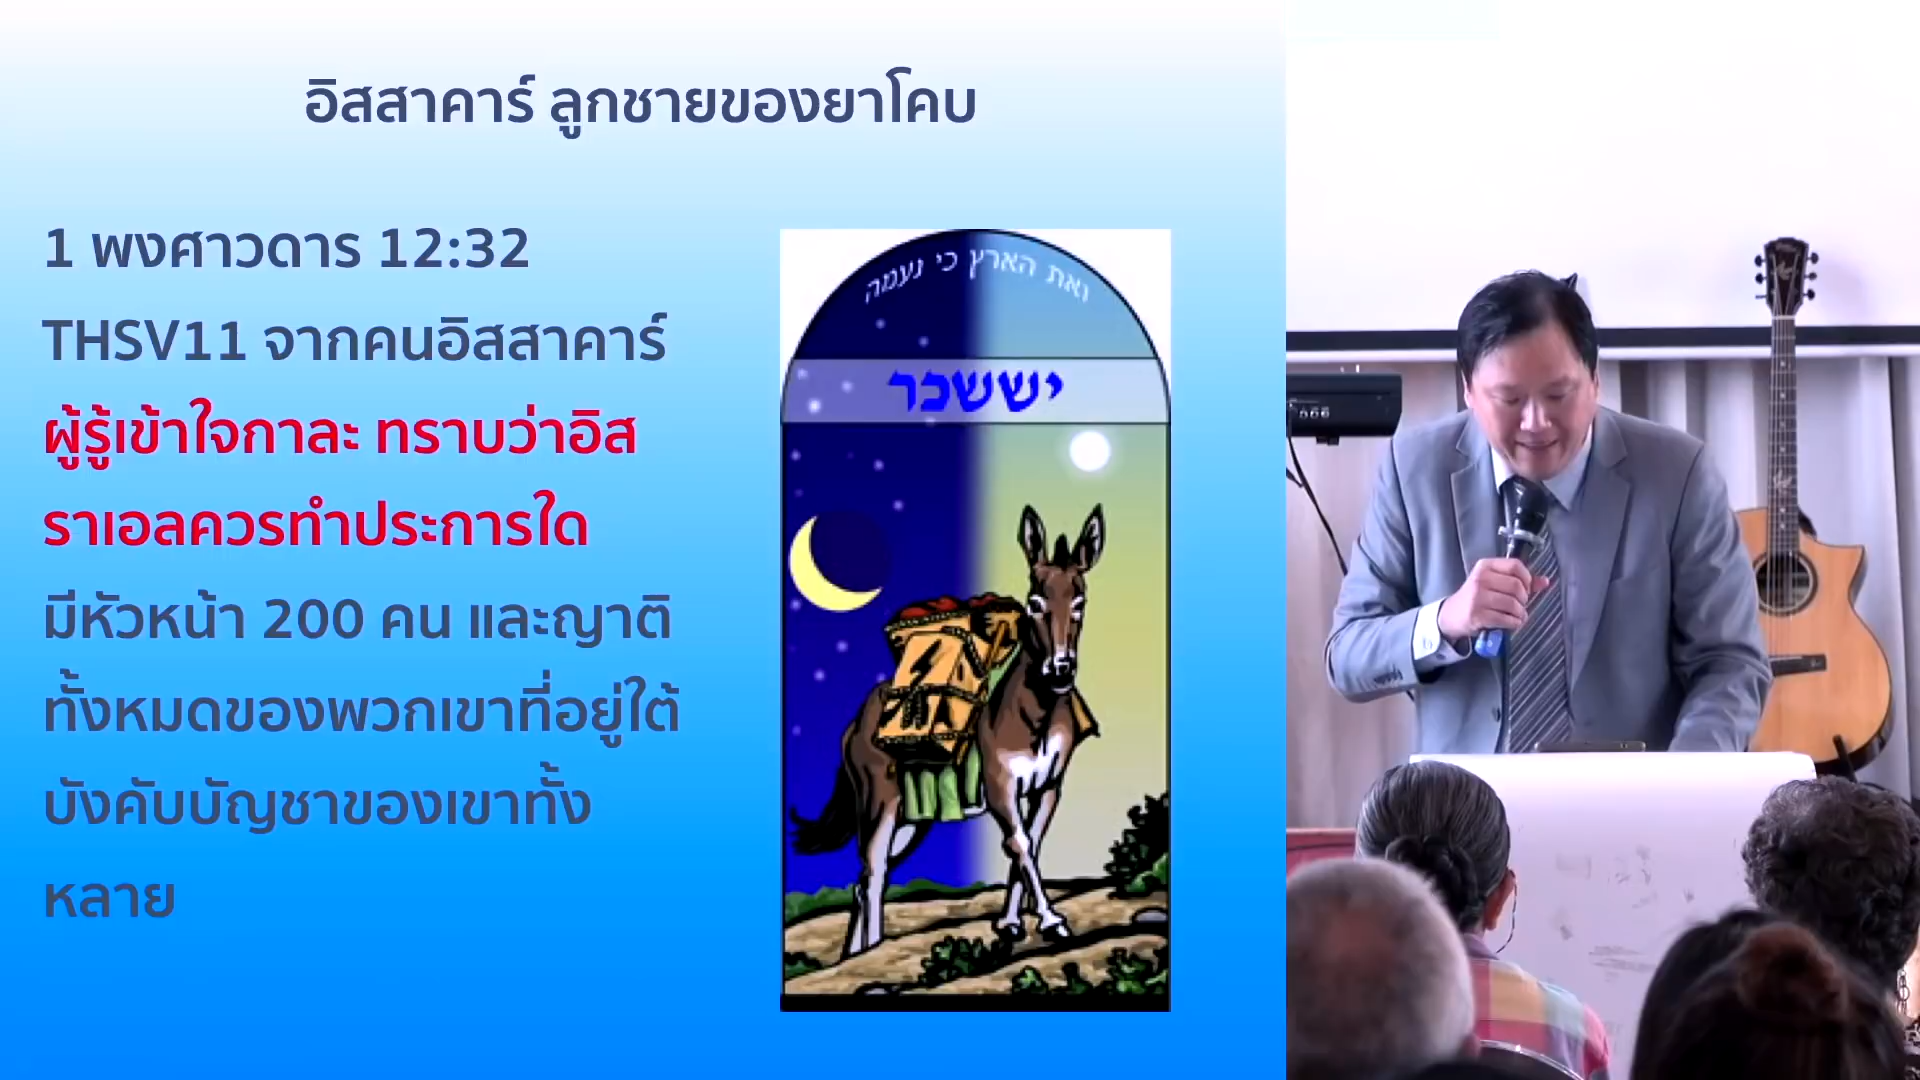 อิสสาคาร์ ลูกชายของยาโคบ
1 พงศาวดาร 12:32
THSV11 จากคนอิสสาคาร์
ผู้รู้เข้าใจกาละ ทราบว่าอิส
ราเอลควรทำประการใด
มีหัวหน้า 200 คน และญาติ
ทั้งหมดของพวกเขาที่อยู่ใต้
บังคับบัญชาของเขาทั้ง
หลาย
ואת הארץ כי נעמה
יששכר